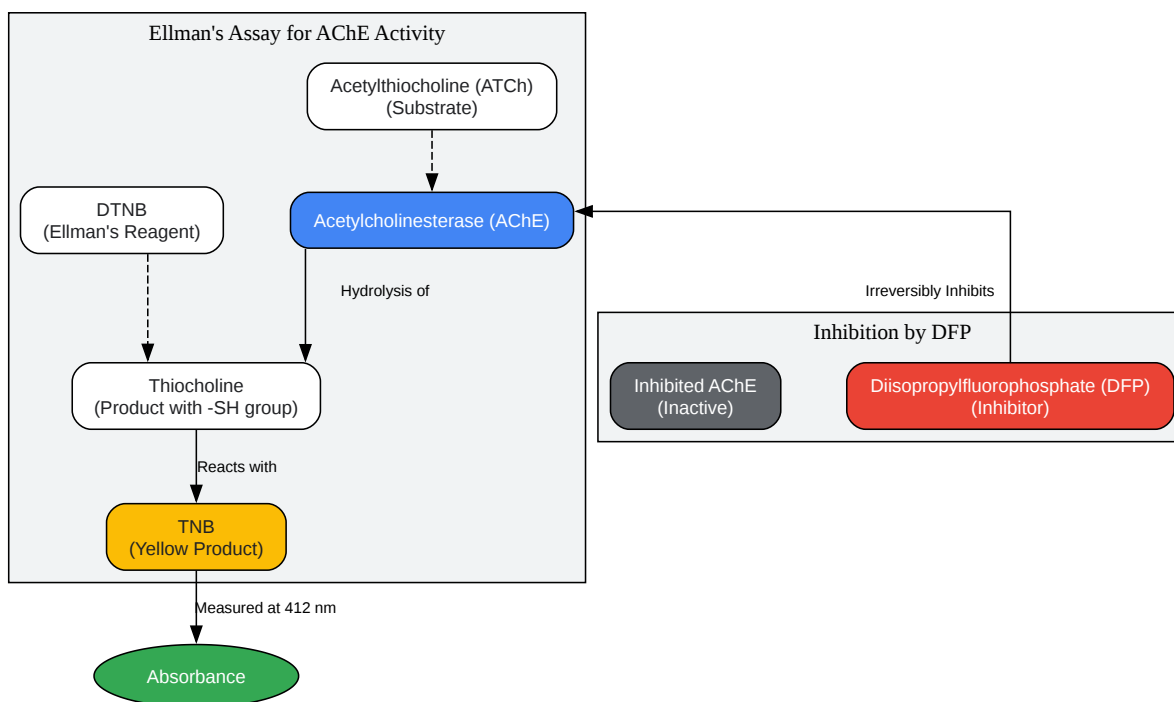 Ellman's Assay for AChE Activity
Acetylthiocholine (ATCh)
(Substrate)
DTNB
(Ellman's Reagent)
Acetylcholinesterase (AChE)
Hydrolysis of
Irreversibly Inhibits
Inhibition by DFP
Thiocholine
(Product with -SH group)
Inhibited AChE
(Inactive)
Diisopropylfluorophosphate (DFP)
(Inhibitor)
Reacts with
TNB
(Yellow Product)
Measured at 412 nm
Absorbance